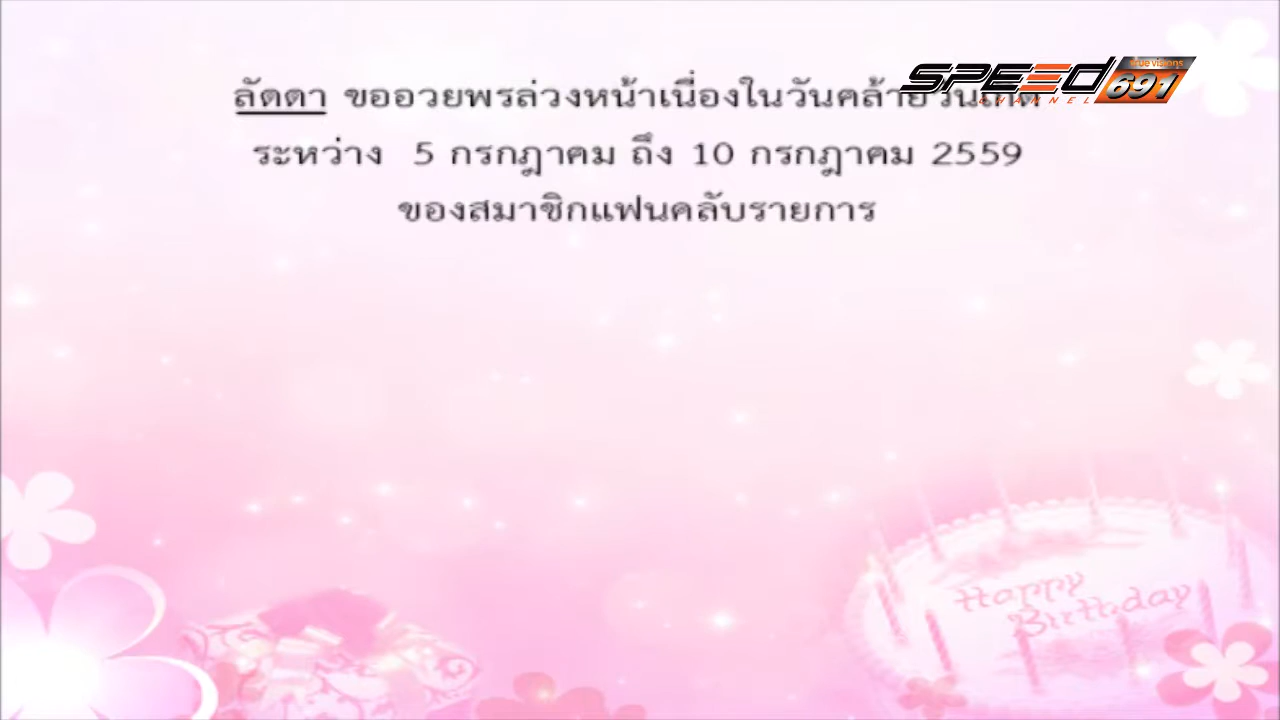 ลัดดา ขออวยพรล่วงหน้าเนื่องในวันคล้ายวันเกิด
ระหว่าง 5 กรกฎาคม ถึง 10 กรกฎาคม 2559
ของสมาชิกแฟนคลับรายการ
SPEED
CHANNEL
true visions
691
Happy
Birthday